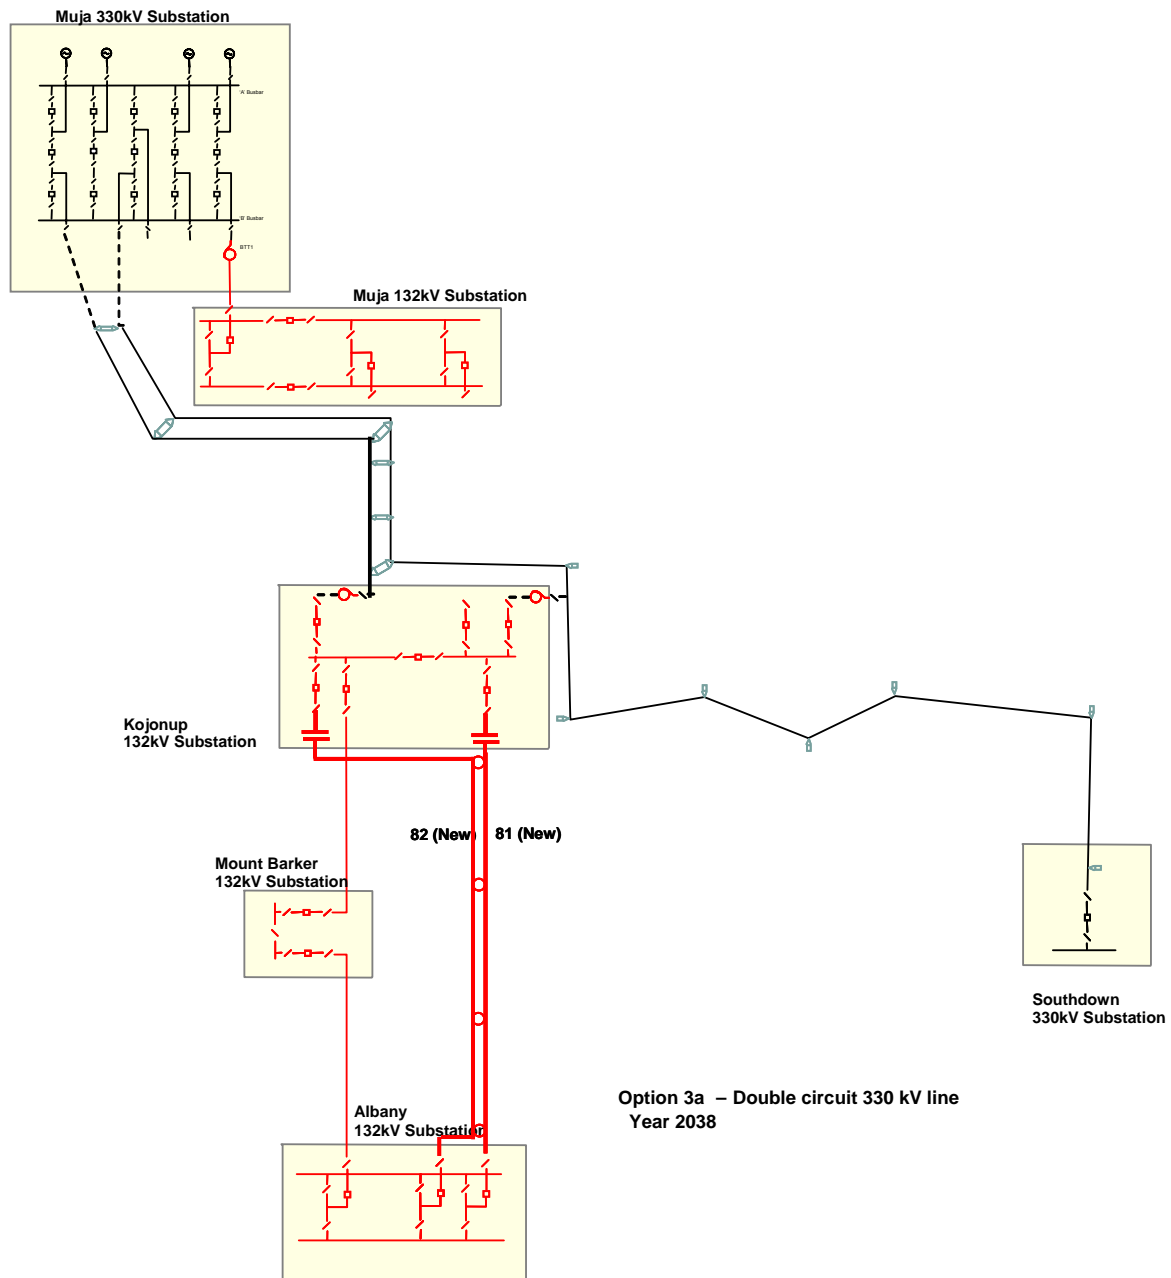 Muja 330kV Substation
'A' Busbar
'B' Busbar
BTT1
Muja 132kV Substation
Kojonup
132kV Substation
82 (New)
81 (New)
Mount Barker
132kV Substation
Southdown
330kV Substation
Option 3a – Double circuit 330 kV line
Year 2038
Albany
132kV Substation